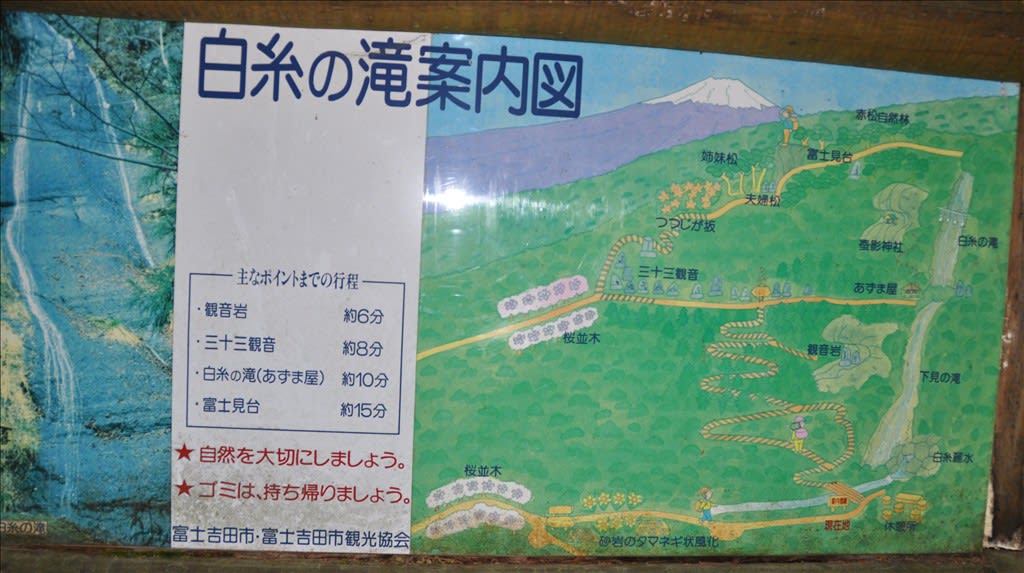 白糸の滝案内図
主なポイントまでの行程
・観音岩 約6分
・三十三観音 約8分
・白糸の滝(あずま屋) 約10分
・富士見台 約15分
★自然を大切にしましょう。
★ゴミは、持ち帰りましょう。
富士吉田市・富士吉田市観光協会
白糸の滝
赤松自然林
姉妹松
富士見台
夫婦松
つつじが坂
蚕影神社
白糸の滝
三十三観音
あずま屋
桜並木
観音岩
下見の滝
桜並木
白糸麗水
現在地
休憩所
砂岩のタマネギ状風化